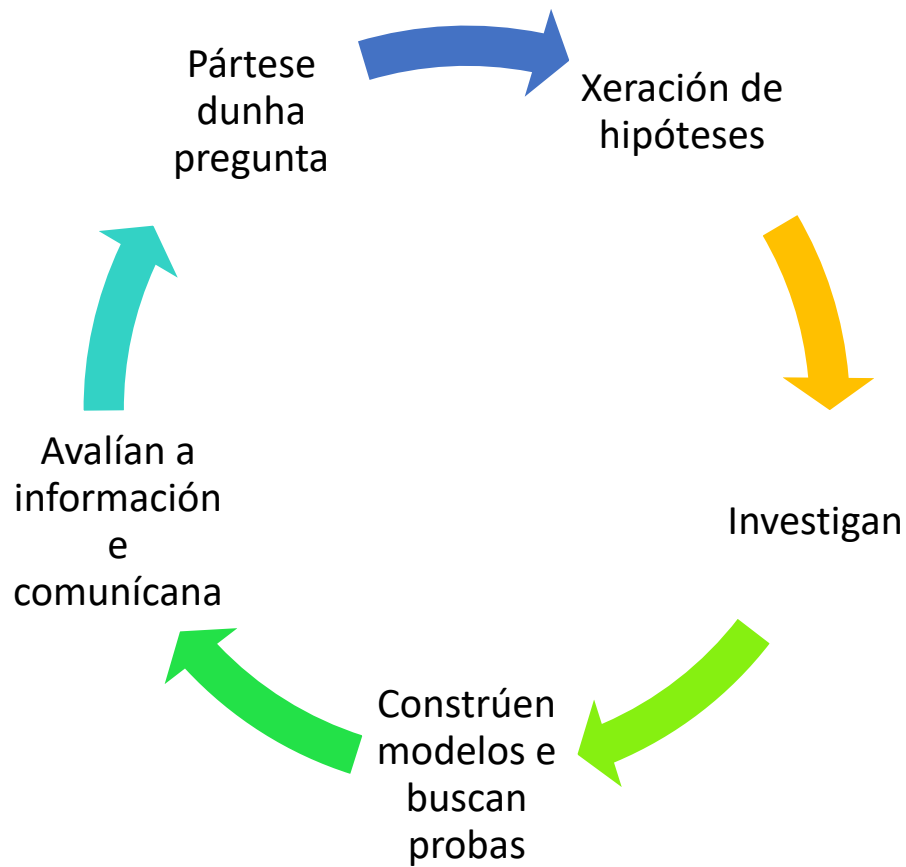 Pártese
dunha
pregunta
Xeración de
hipóteses
Investigan
Constrúen
modelos e
buscan
probas
Avalían a
información
e
comunícana